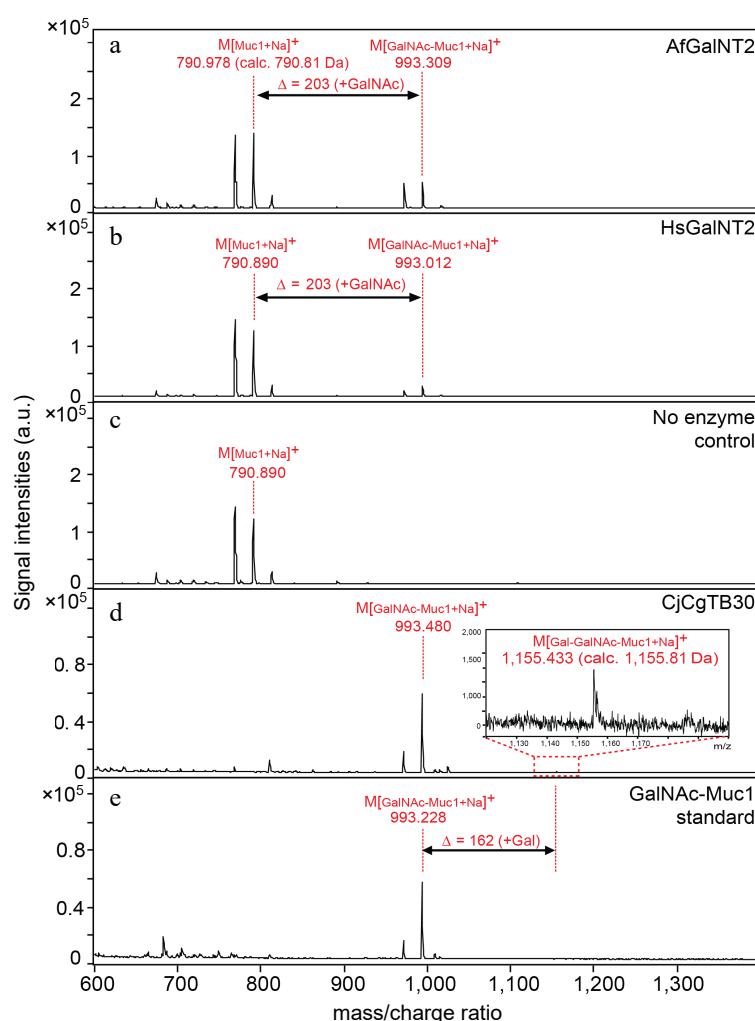 Signal intensities (a.u.)
×10⁵
a
M[Muc1+Na]⁺
790.978 (calc. 790.81 Da)
M[GalNAc-Muc1+Na]⁺
993.309
AfGalNT2
Δ = 203 (+GalNAc)
2
1
0
×10⁵
b
M[Muc1+Na]⁺
790.890
M[GalNAc-Muc1+Na]⁺
993.012
HsGalNT2
Δ = 203 (+GalNAc)
2
1
0
×10⁵
c
M[Muc1+Na]⁺
790.890
No enzyme
control
2
1
0
×10⁵
d
M[GalNAc-Muc1+Na]⁺
993.480
CjCgTB30
0.8
0.4
0
2,000
1,500
1,000
0
M[Gal-GalNAc-Muc1+Na]⁺
1,155.433 (calc. 1,155.81 Da)
1,130 1,140 1,150 1,160 1,170
m/z
×10⁵
e
M[GalNAc-Muc1+Na]⁺
993.228
GalNAc-Muc1
standard
Δ = 162 (+Gal)
0.8
0.4
0
600 700 800 900 1,000 1,100 1,200 1,300
mass/charge ratio